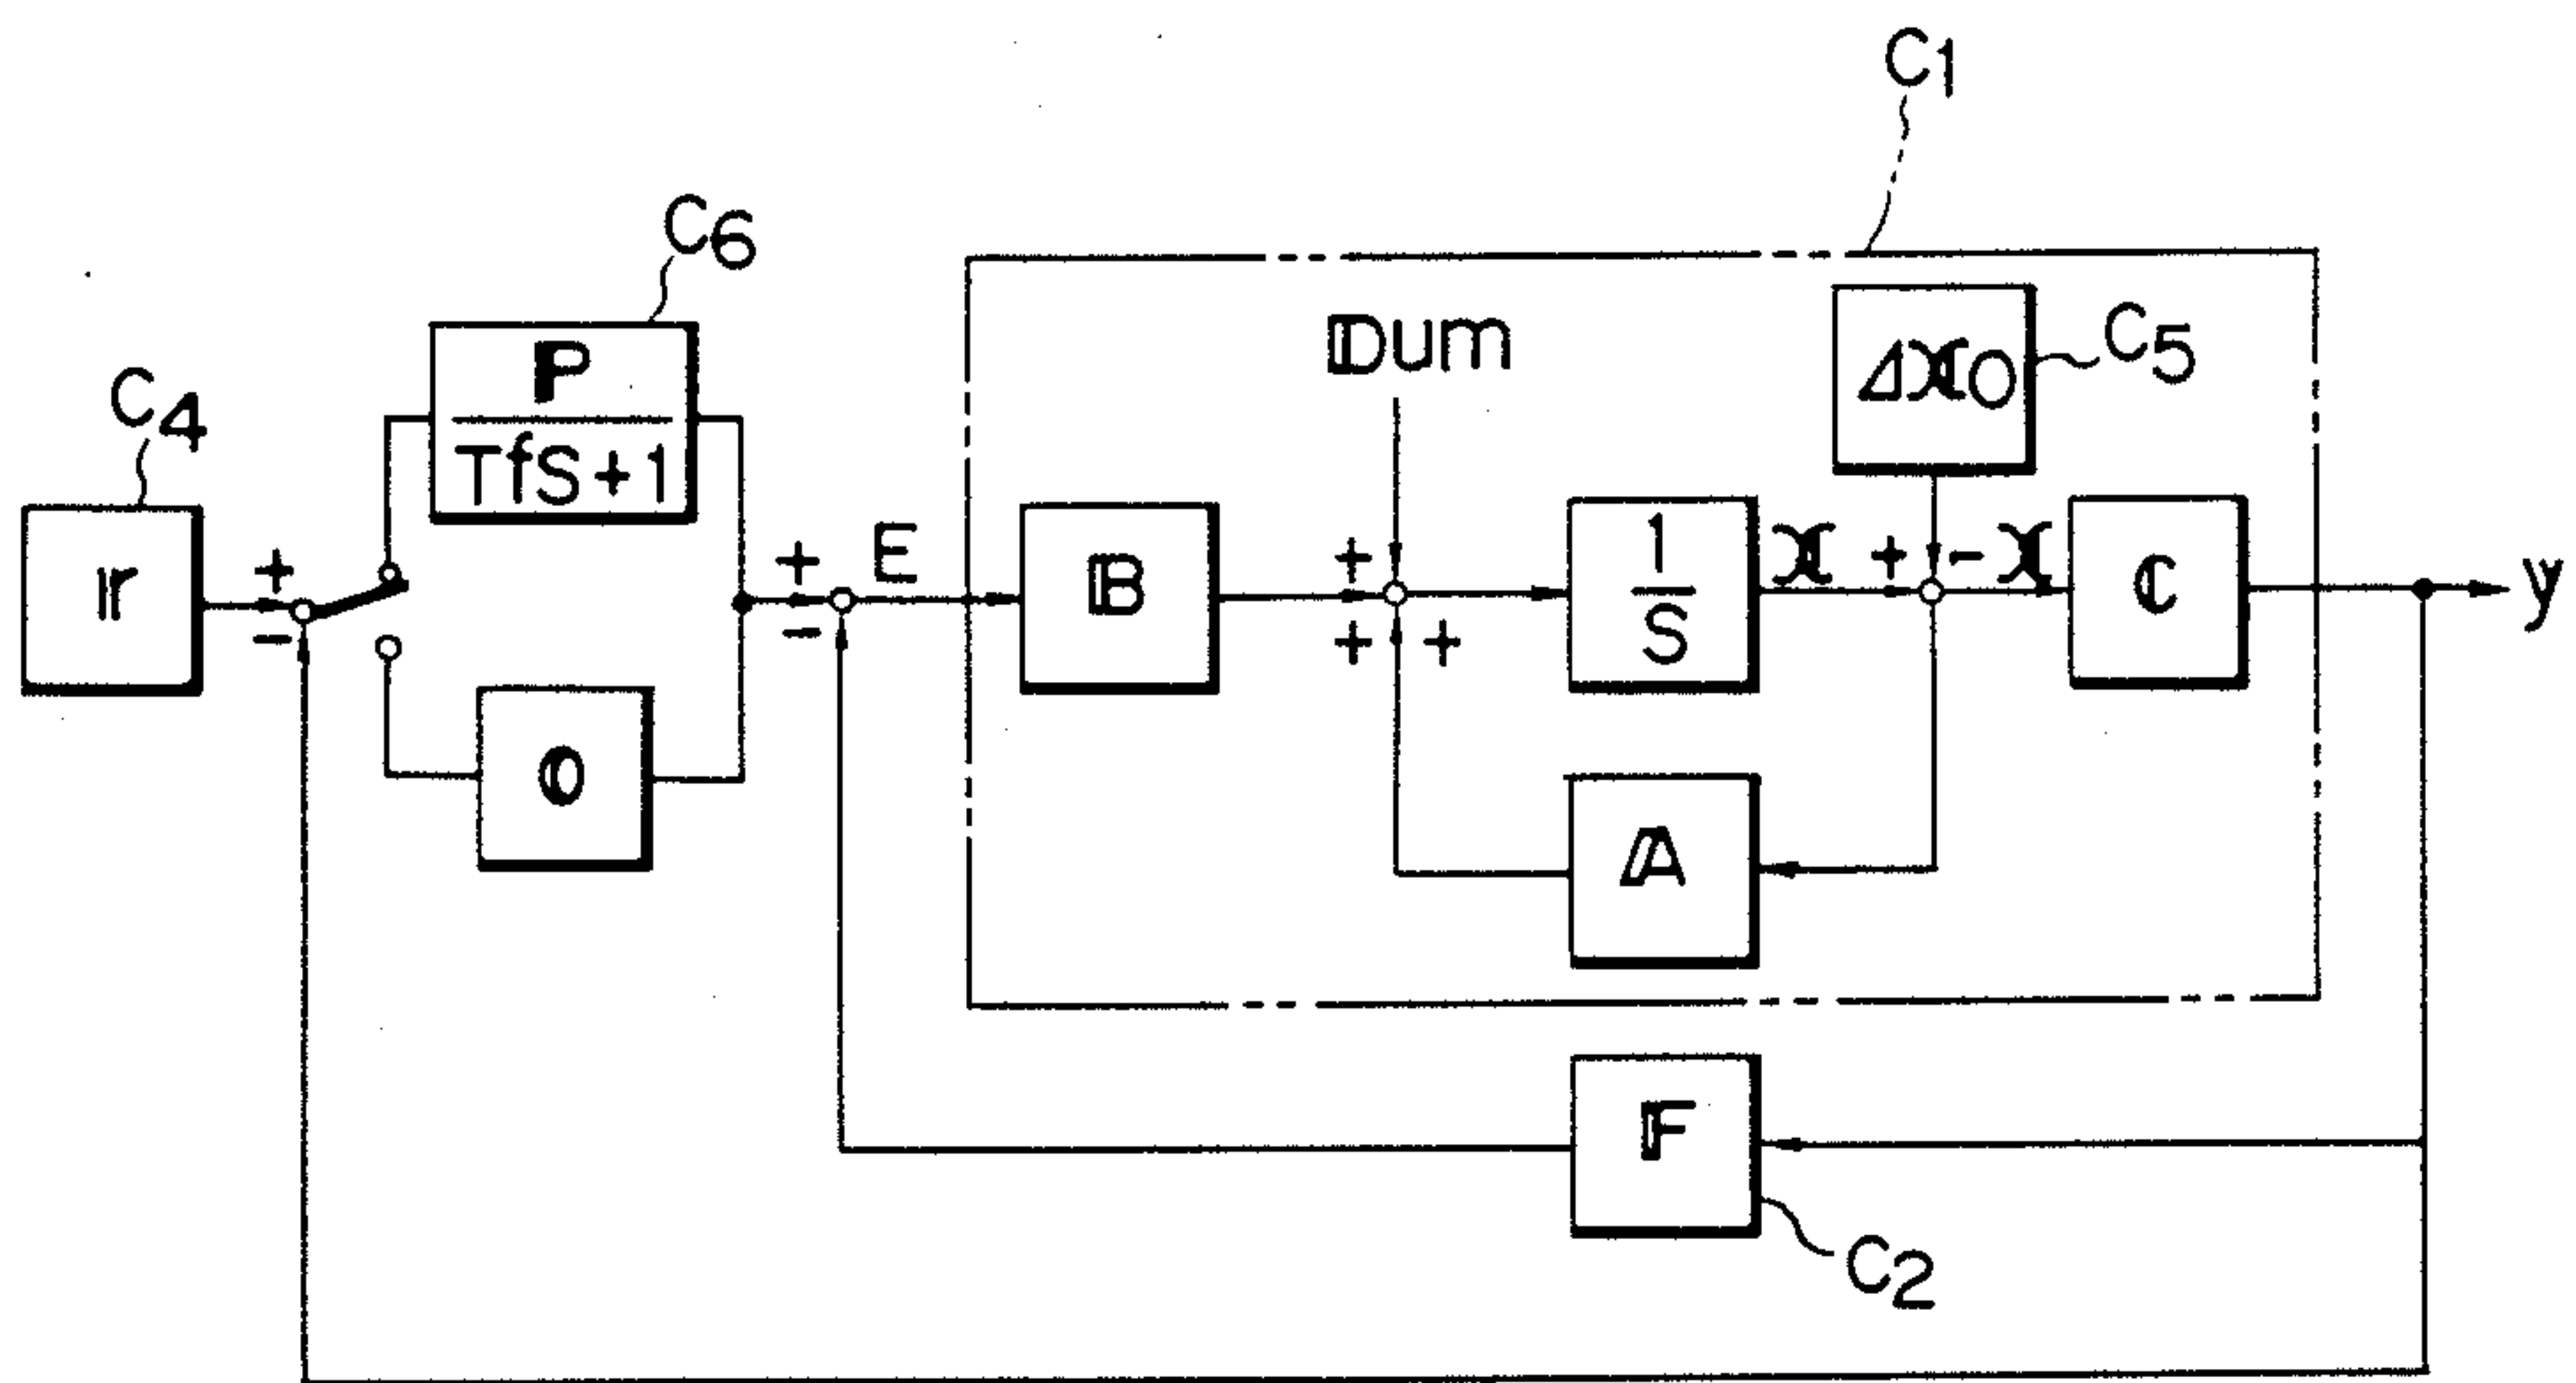 C1
C6
P
TfS+1
C4
Dum
ΔX0
C5
r
+
-
+
-
E
B
+
+ +
1
S
X
+
-
X
C
y
0
A
F
C2